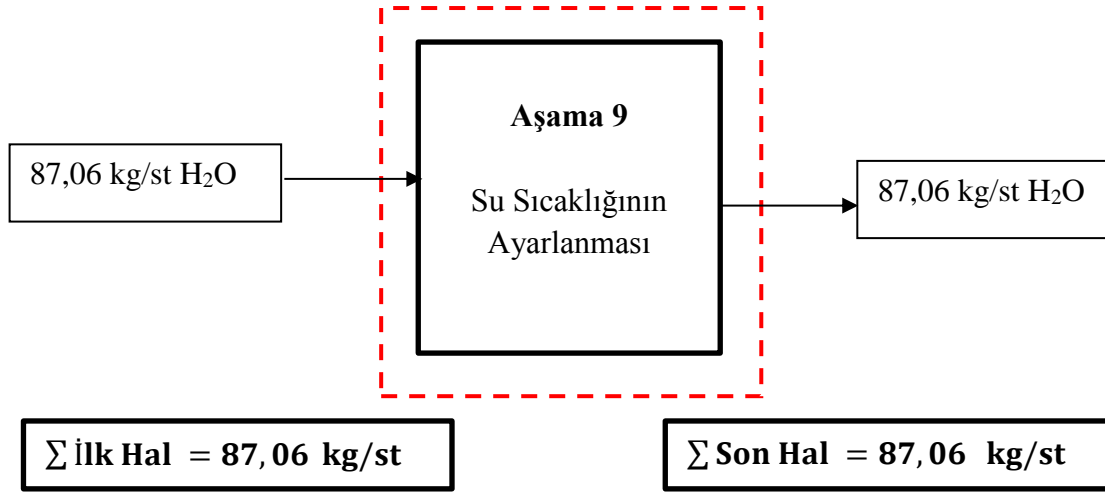 Aşama 9
87,06 kg/st H₂O
Su Sıcaklığının
Ayarlanması
87,06 kg/st H₂O
∑ İlk Hal = 87,06 kg/st
∑ Son Hal = 87,06 kg/st